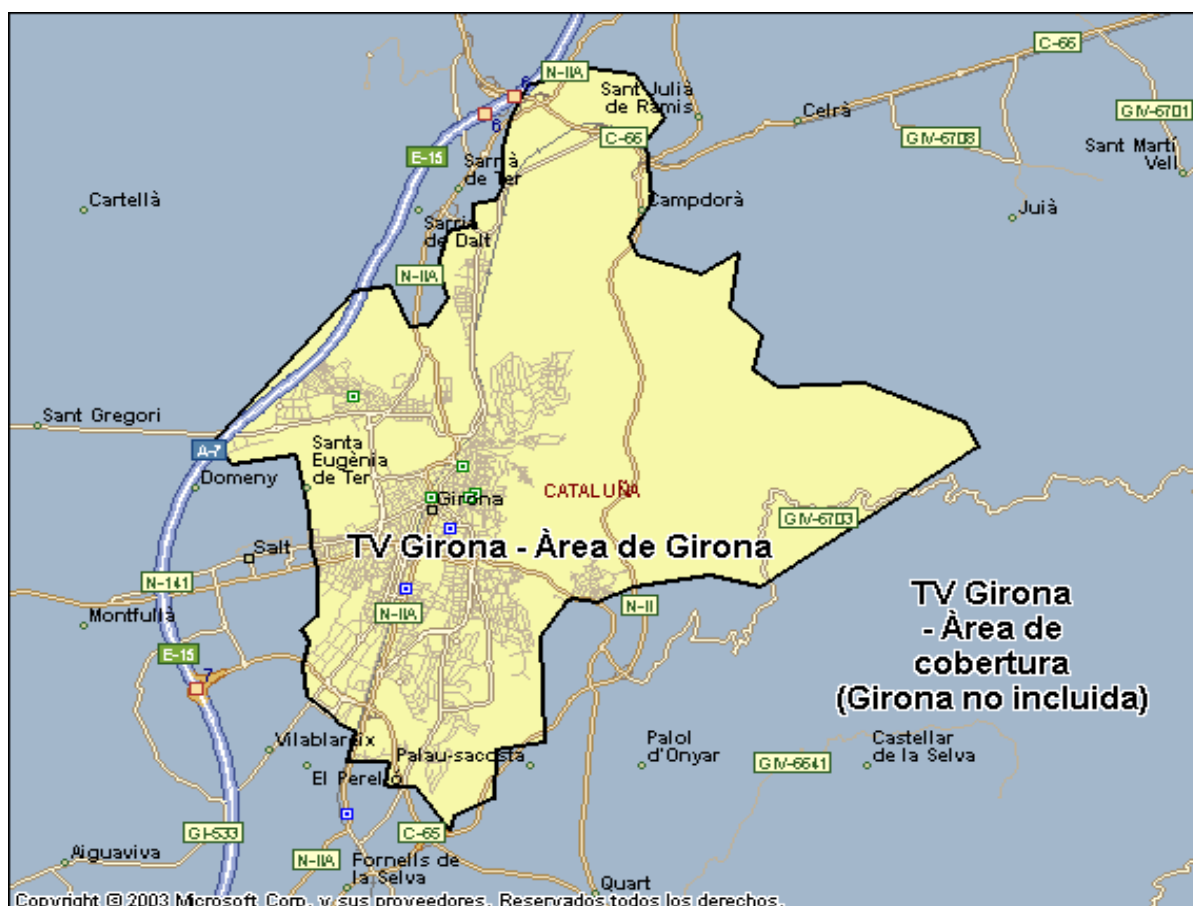 C-66
N-IIA
6
Sant Julià
de Ramis
Celrà
GIV-6701
6
C-66
GIV-6708
Sant Martí
Vell
E-15
Sarrià
de Ter
Cartellà
Campdorà
Juià
Sarrià
de Dalt
N-IIA
Sant Gregori
A-7
Santa
Eugènia
de Ter
Domeny
Girona
CATALUÑA
GIV-6703
TV Girona - Àrea de Girona
Salt
N-141
TV Girona
- Àrea de
cobertura
(Girona no incluida)
N-IIA
N-II
Montfullà
E-15
7
Vilablareix
Palau-sacosta
Palol
d'Onyar
Castellar
de la Selva
GIV-6641
El Perelló
GI-533
C-65
Aiguaviva
N-IIA
Fornells de
la Selva
Quart
Copyright © 2003 Microsoft Corp. y sus proveedores. Reservados todos los derechos.